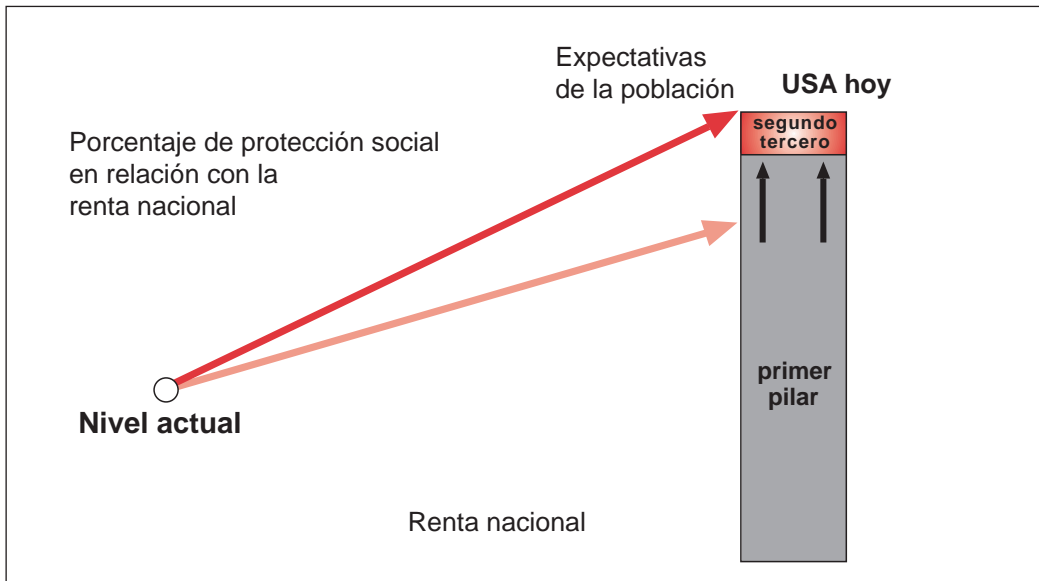 Expectativas
de la población
USA hoy
segundo
tercero
Porcentaje de protección social
en relación con la
renta nacional
primer
pilar
Nivel actual
Renta nacional